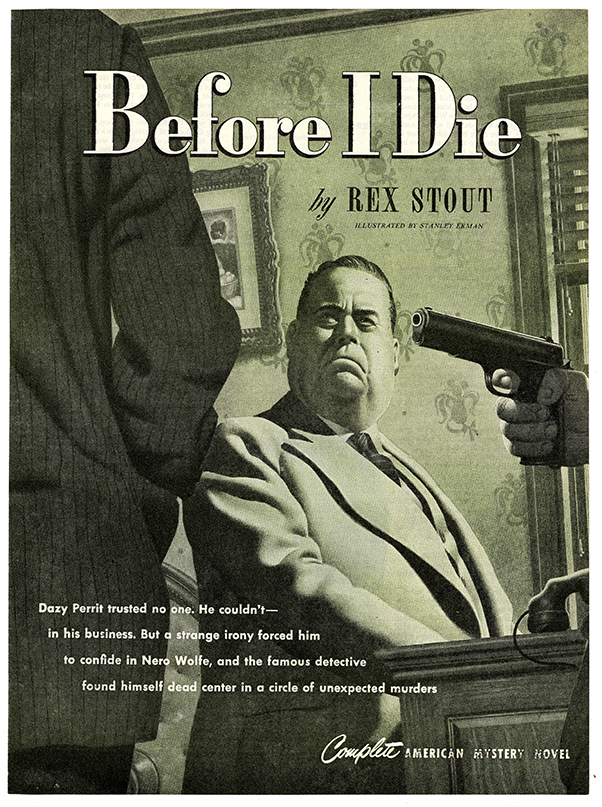 Before I Die
by REX STOUT
ILLUSTRATED BY STANLEY EKMAN
Dazy Perrit trusted no one. He couldn't—
in his business. But a strange irony forced him
to confide in Nero Wolfe, and the famous detective
found himself dead center in a circle of unexpected murders
Complete AMERICAN MYSTERY NOVEL